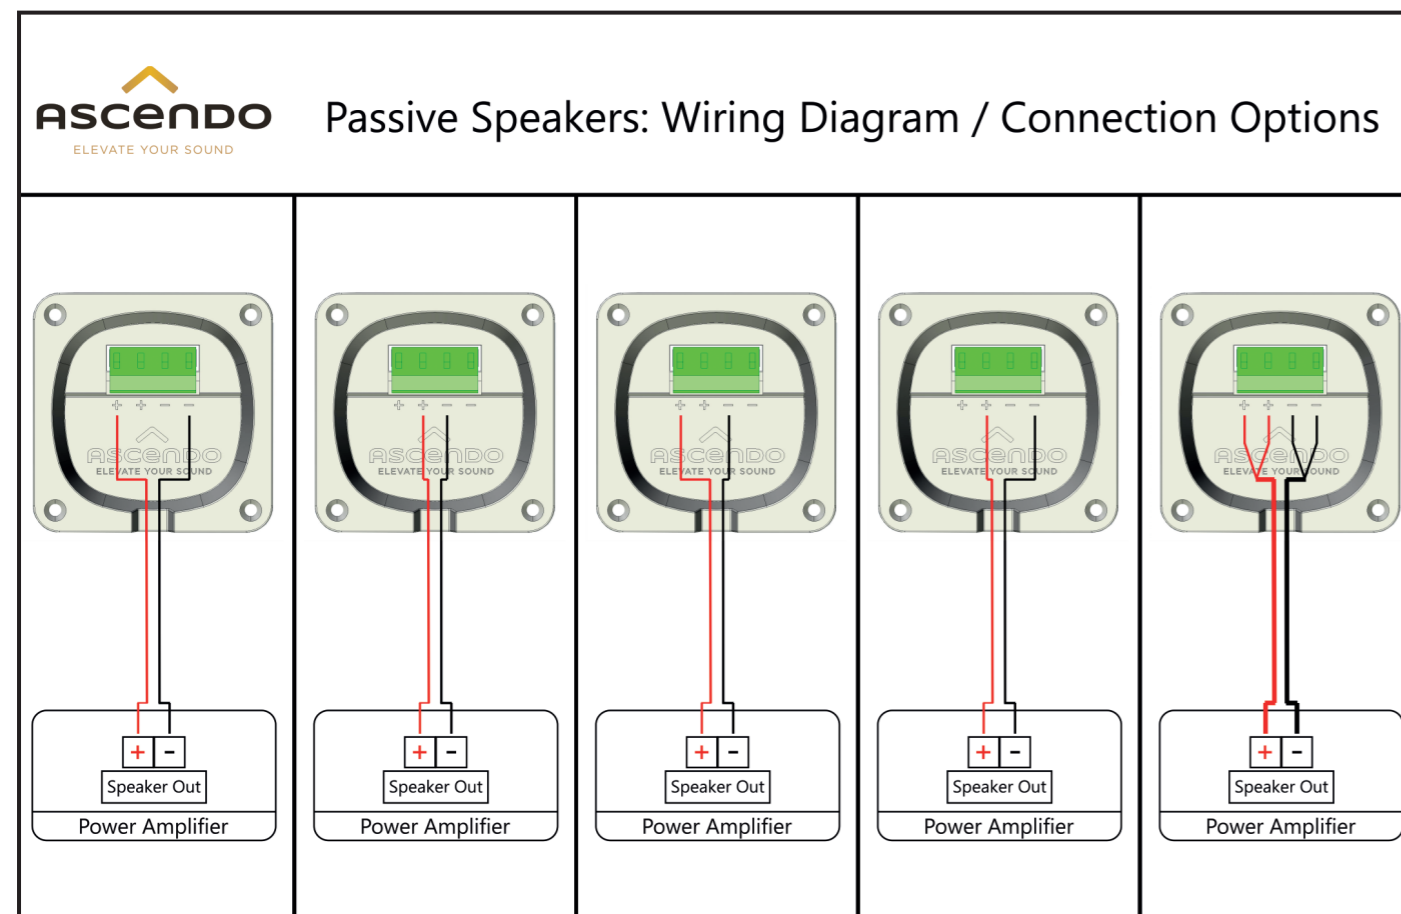 ASCENDO
ELEVATE YOUR SOUND
Passive Speakers: Wiring Diagram / Connection Options
+ + − −
ASCENDO
ELEVATE YOUR SOUND
+ -
Speaker Out
Power Amplifier
+ + − −
ASCENDO
ELEVATE YOUR SOUND
+ -
Speaker Out
Power Amplifier
+ + − −
ASCENDO
ELEVATE YOUR SOUND
+ -
Speaker Out
Power Amplifier
+ + − −
ASCENDO
ELEVATE YOUR SOUND
+ -
Speaker Out
Power Amplifier
+ + − −
ASCENDO
ELEVATE YOUR SOUND
+ -
Speaker Out
Power Amplifier